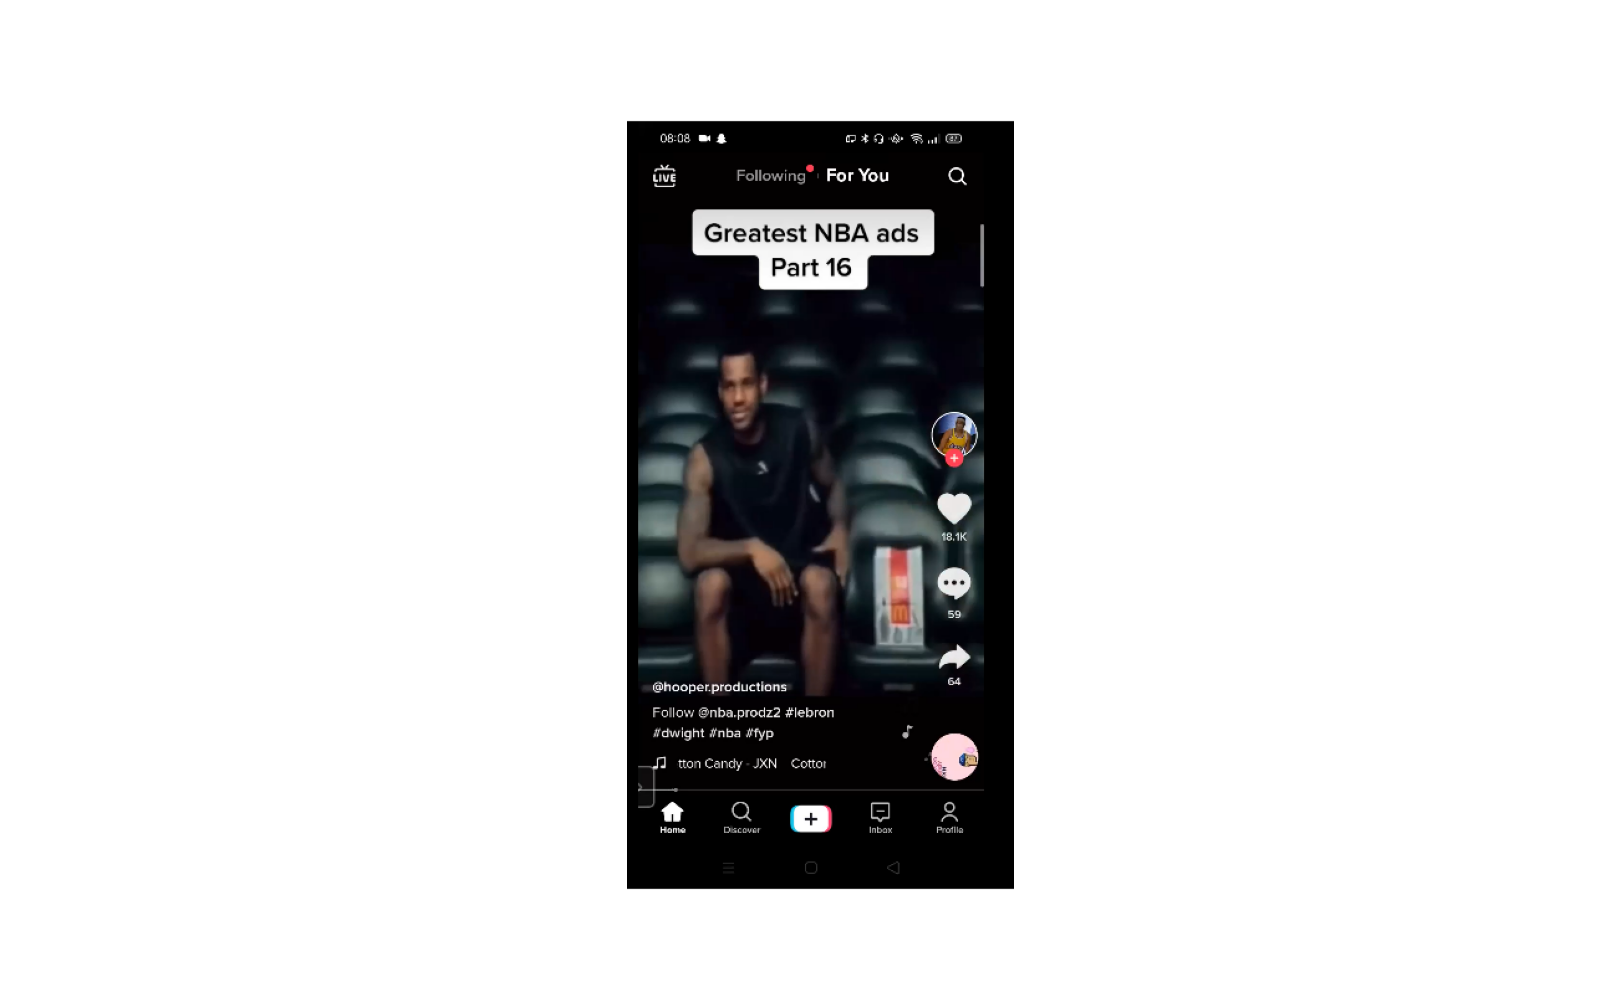 08:08
LIVE
Following
For You
Greatest NBA ads
Part 16
18.1K
59
64
@hooper.productions
Follow @nba.prodz2 #lebron
#dwight #nba #fyp
tton Candy - JXN Cotton
Home
Discover
Inbox
Profile